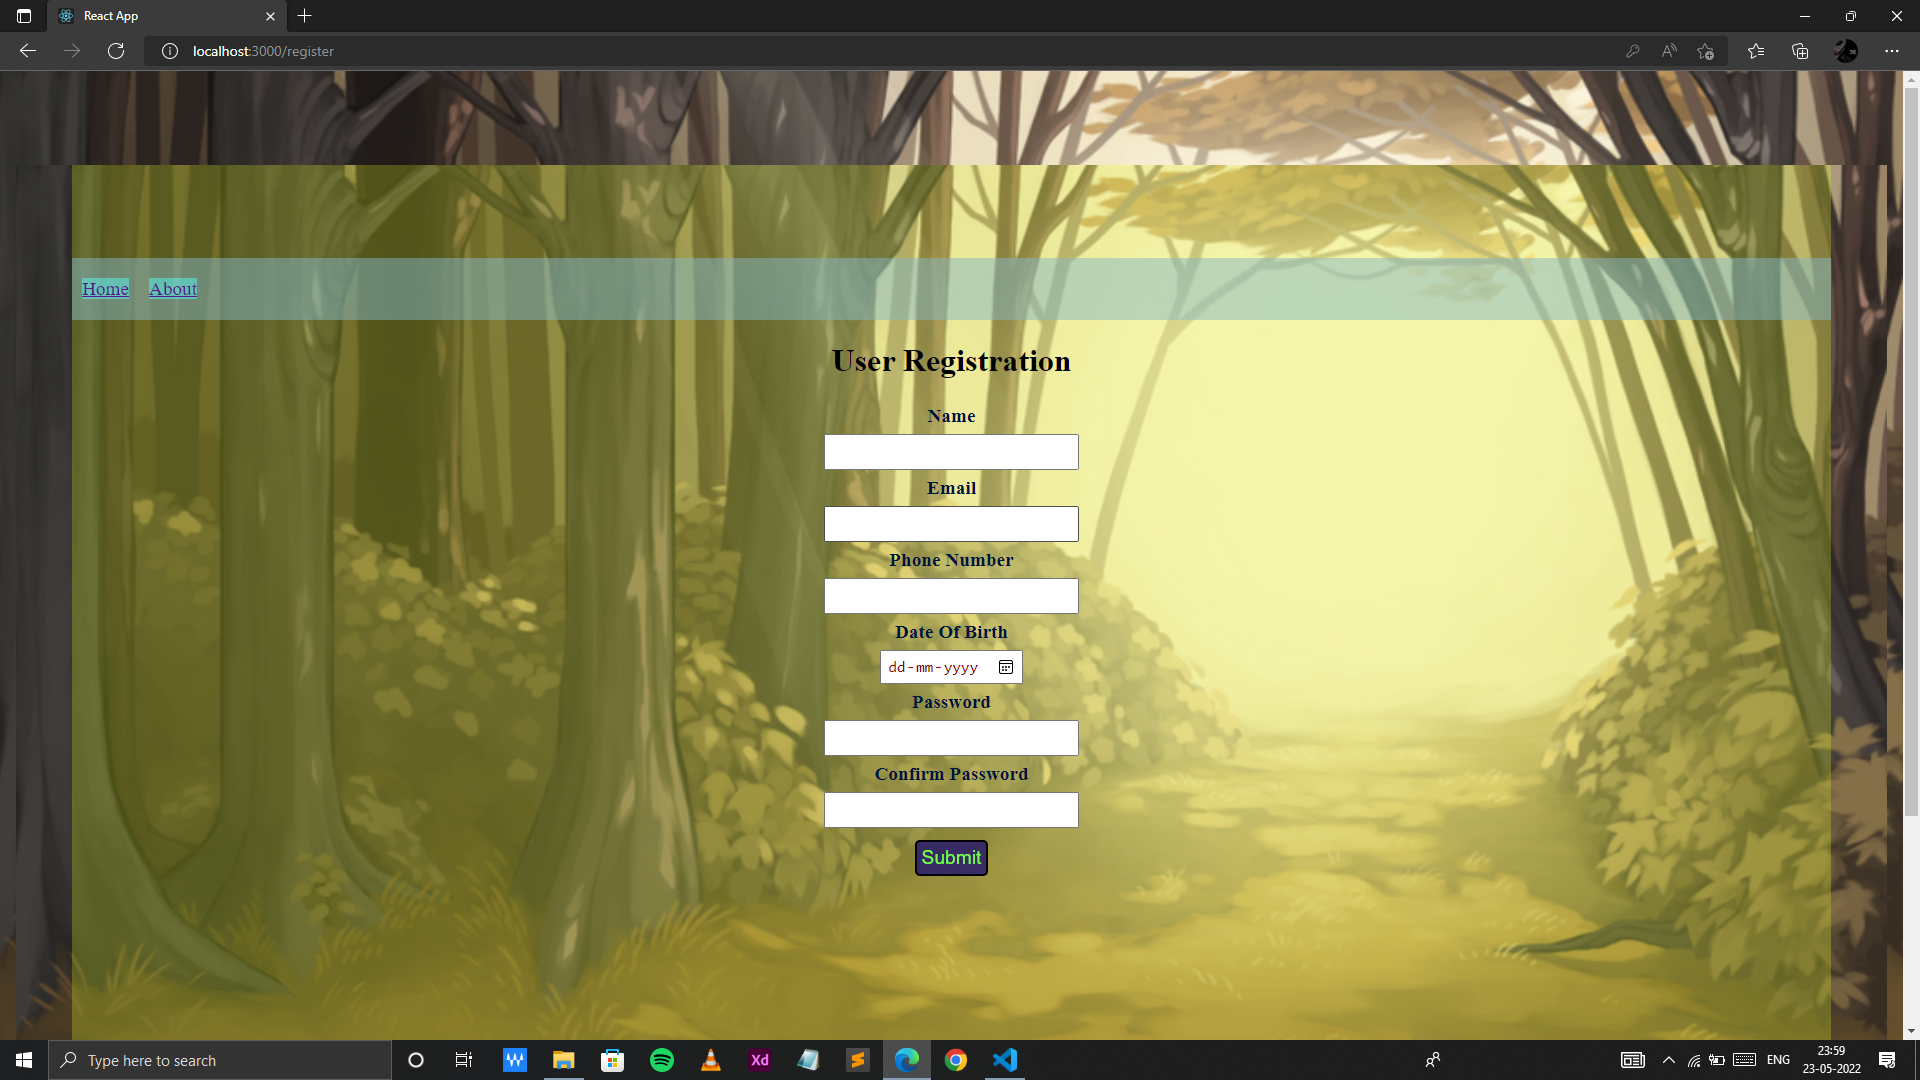 React App
localhost:3000/register
Home About
User Registration
Name
Email
Phone Number
Date Of Birth
dd-mm-yyyy
Password
Confirm Password
Submit
Type here to search
Xd
ENG
23:59
23-05-2022